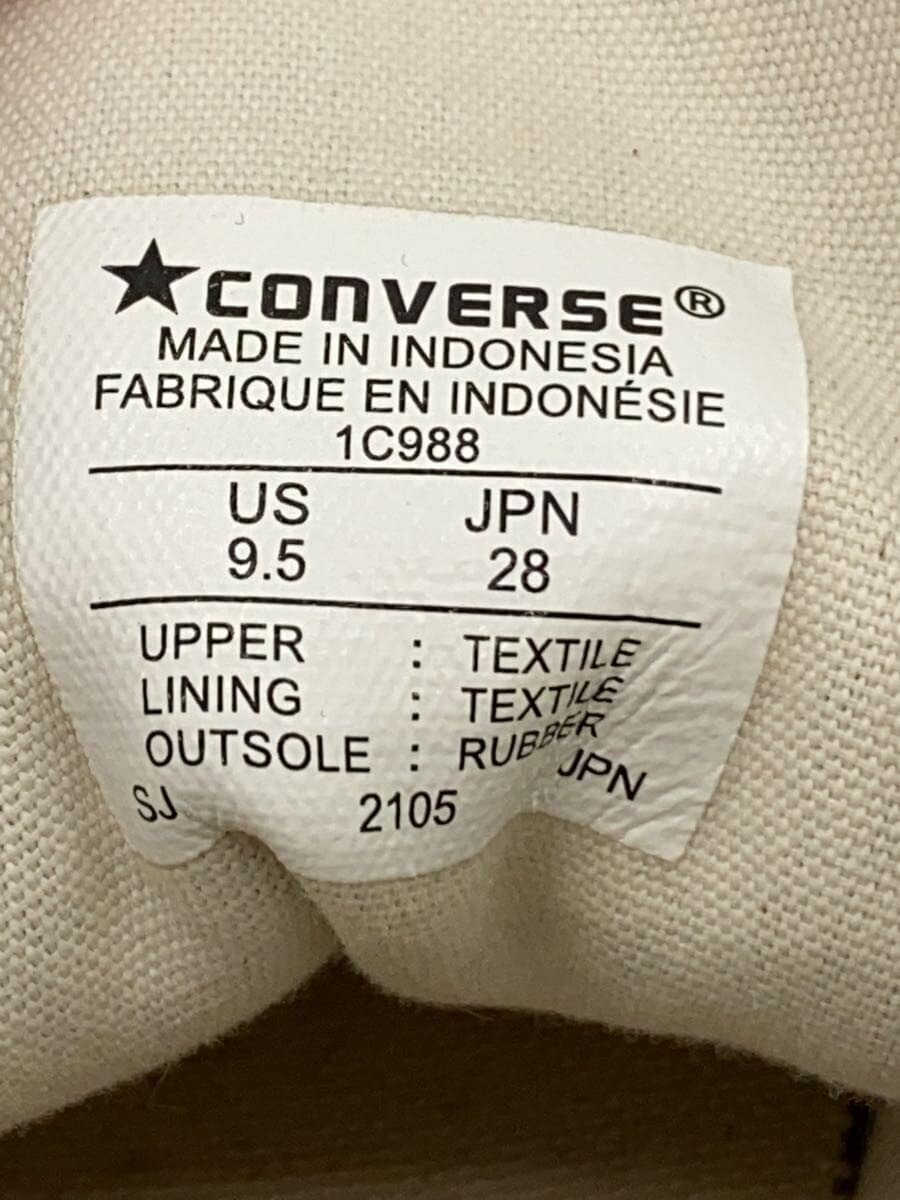 ★CONVERSE®
MADE IN INDONESIA
FABRIQUE EN INDONÉSIE
1C988
US JPN
9.5 28
UPPER : TEXTILE
LINING : TEXTILE
OUTSOLE : RUBBER
SJ 2105 JPN